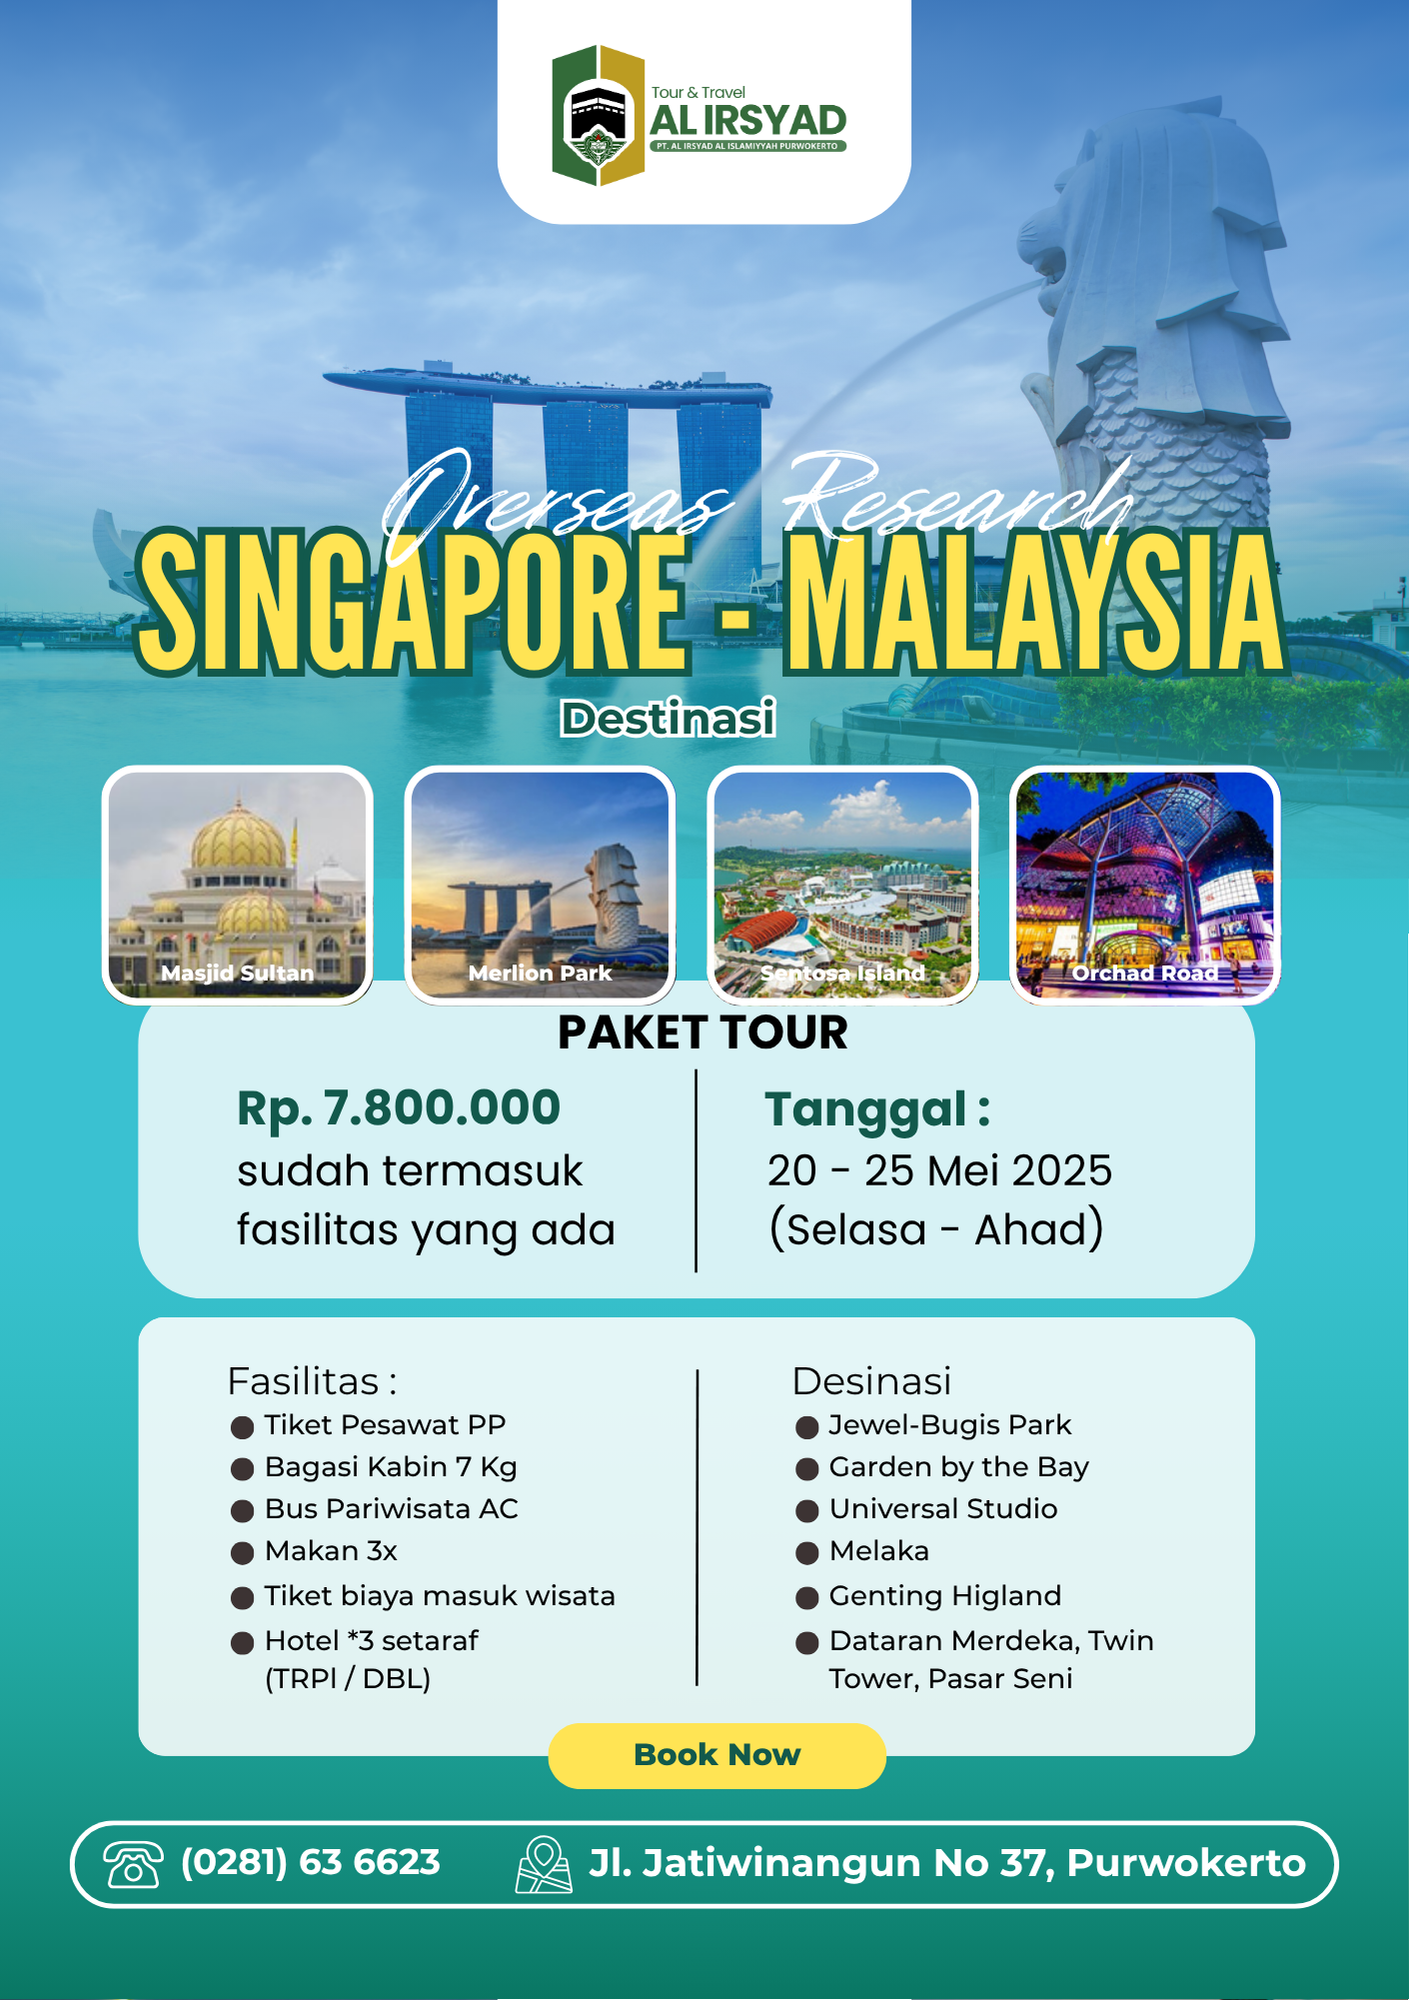 Tour & Travel
AL IRSYAD
PT. AL IRSYAD AL ISLAMIYYAH PURWOKERTO
Overseas Research
SINGAPORE - MALAYSIA
Destinasi
Masjid Sultan
Merlion Park
Sentosa Island
Orchad Road
PAKET TOUR
Rp. 7.800.000
sudah termasuk
fasilitas yang ada
Tanggal :
20 - 25 Mei 2025
(Selasa - Ahad)
Fasilitas :
Tiket Pesawat PP
Bagasi Kabin 7 Kg
Bus Pariwisata AC
Makan 3x
Tiket biaya masuk wisata
Hotel *3 setaraf
(TRPl / DBL)
Desinasi
Jewel-Bugis Park
Garden by the Bay
Universal Studio
Melaka
Genting Higland
Dataran Merdeka, Twin
Tower, Pasar Seni
Book Now
(0281) 63 6623
Jl. Jatiwinangun No 37, Purwokerto